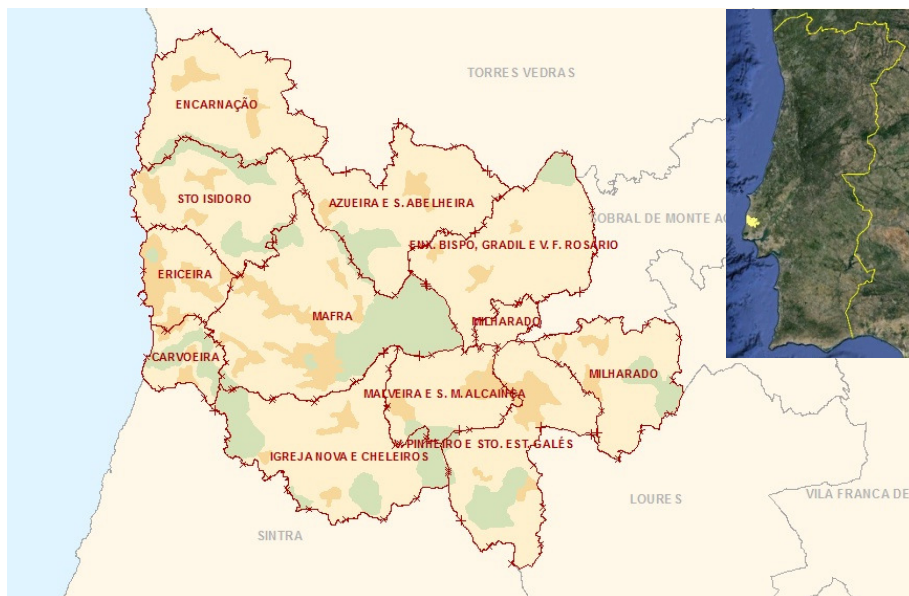 TORRES VEDRAS
ENCARNAÇÃO
STO ISIDORO
AZUEIRA E S. ABELHEIRA
SOBRAL DE MONTE AG
ENX. BISPO, GRADIL E V. F. ROSÁRIO
ERICEIRA
MAFRA
MILHARADO
CARVOEIRA
MILHARADO
MALVEIRA E S. M. ALCAINÇA
V. PINHEIRO E STO. EST. GALÉS
IGREJA NOVA E CHELEIROS
LOURES
VILA FRANCA DE
SINTRA